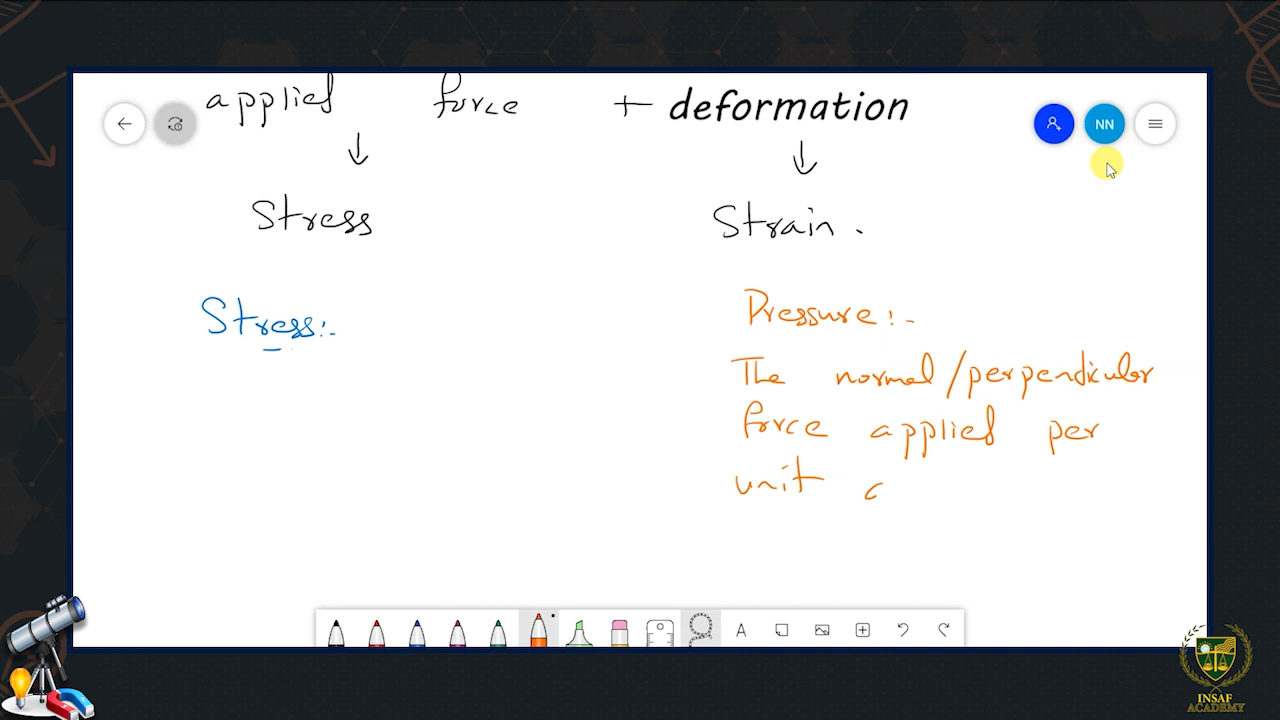 applied force + deformation
↓ ↓
Stress Strain .
Stress:-
Pressure:-
The normal/perpendicular
force applied per
unit a
NN
A
INSAF
ACADEMY